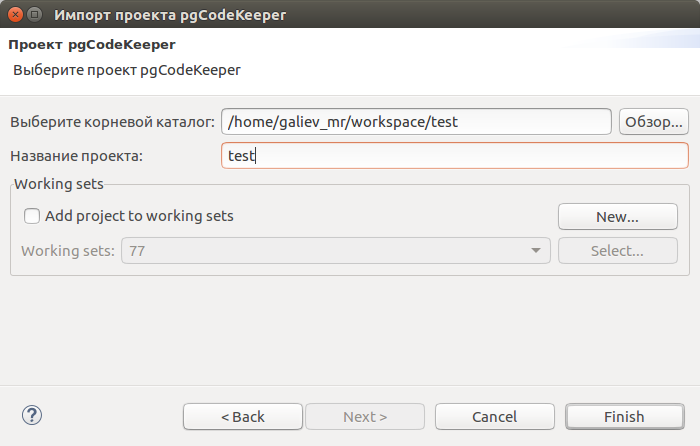 Импорт проекта pgCodeKeeper
Проект pgCodeKeeper
Выберите проект pgCodeKeeper
Выберите корневой каталог: /home/galiev_mr/workspace/test Обзор...
Название проекта: test
Working sets
Add project to working sets New...
Working sets: 77 Select...
? < Back Next > Cancel Finish